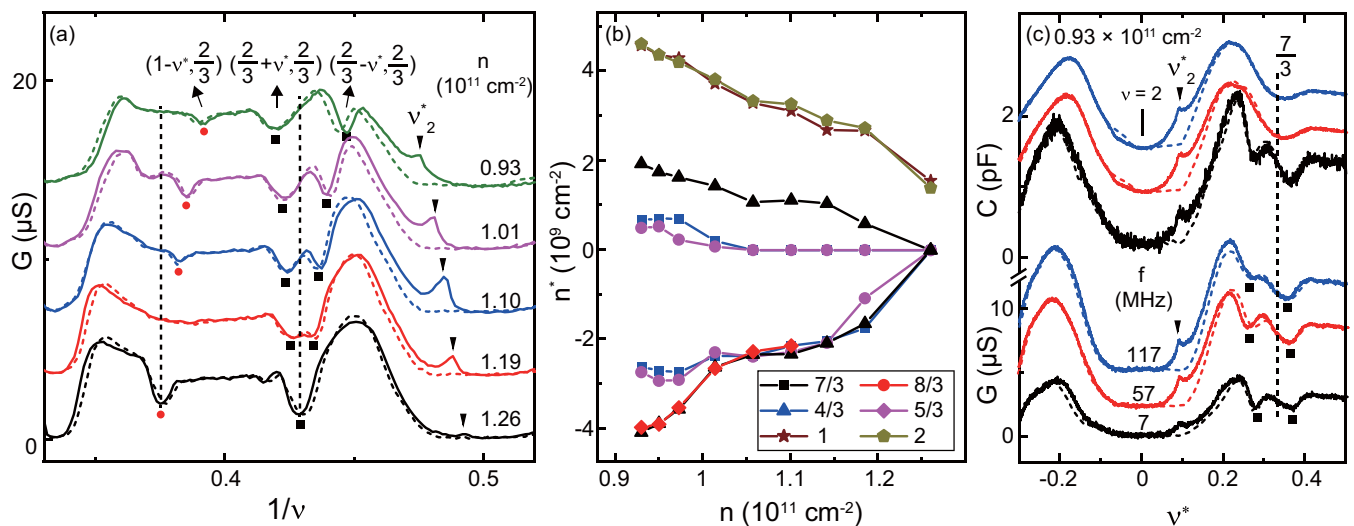 (a)
(1-ν*,2/3) (2/3+ν*,2/3) (2/3-ν*,2/3)
n
(10¹¹ cm⁻²)
ν*₂
0.93
1.01
1.10
1.19
1.26
20
0
G (μS)
0.4
0.5
1/ν
(b)
4
2
0
-2
-4
n* (10⁹ cm⁻²)
7/3
8/3
4/3
5/3
1
2
0.9
1
1.1
1.2
n (10¹¹ cm⁻²)
(c) 0.93 × 10¹¹ cm⁻²
7/3
ν*₂
ν = 2
2
0
C (pF)
f
(MHz)
10
0
G (μS)
117
57
7
-0.2
0
0.2
0.4
ν*